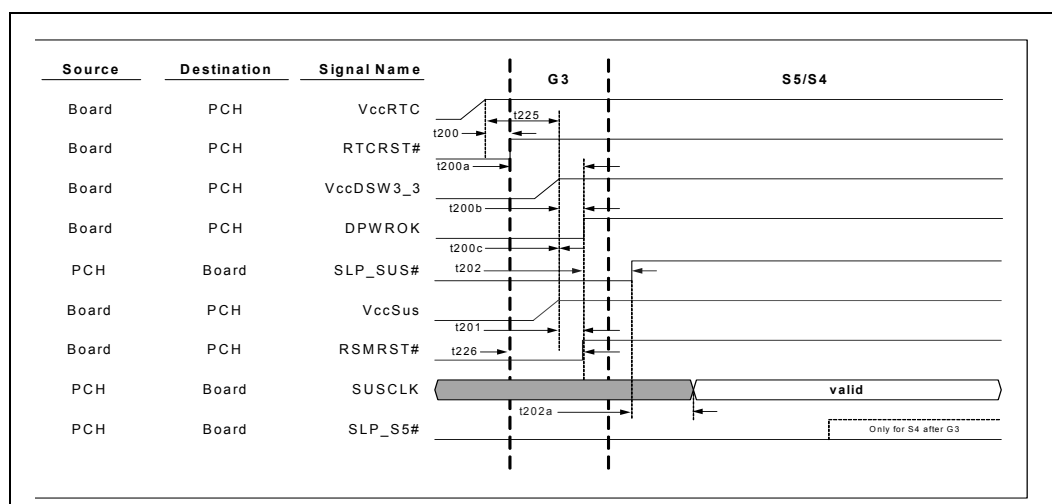 Source Destination Signal Name G3 S5/S4
Board PCH VccRTC
t225
t200
Board PCH RTCRST#
t200a
Board PCH VccDSW3_3
t200b
Board PCH DPWROK
t200c
PCH Board SLP_SUS# t202
Board PCH VccSus
t201
Board PCH RSMRST# t226
PCH Board SUSCLK valid
t202a
PCH Board SLP_S5# Only for S4 after G3